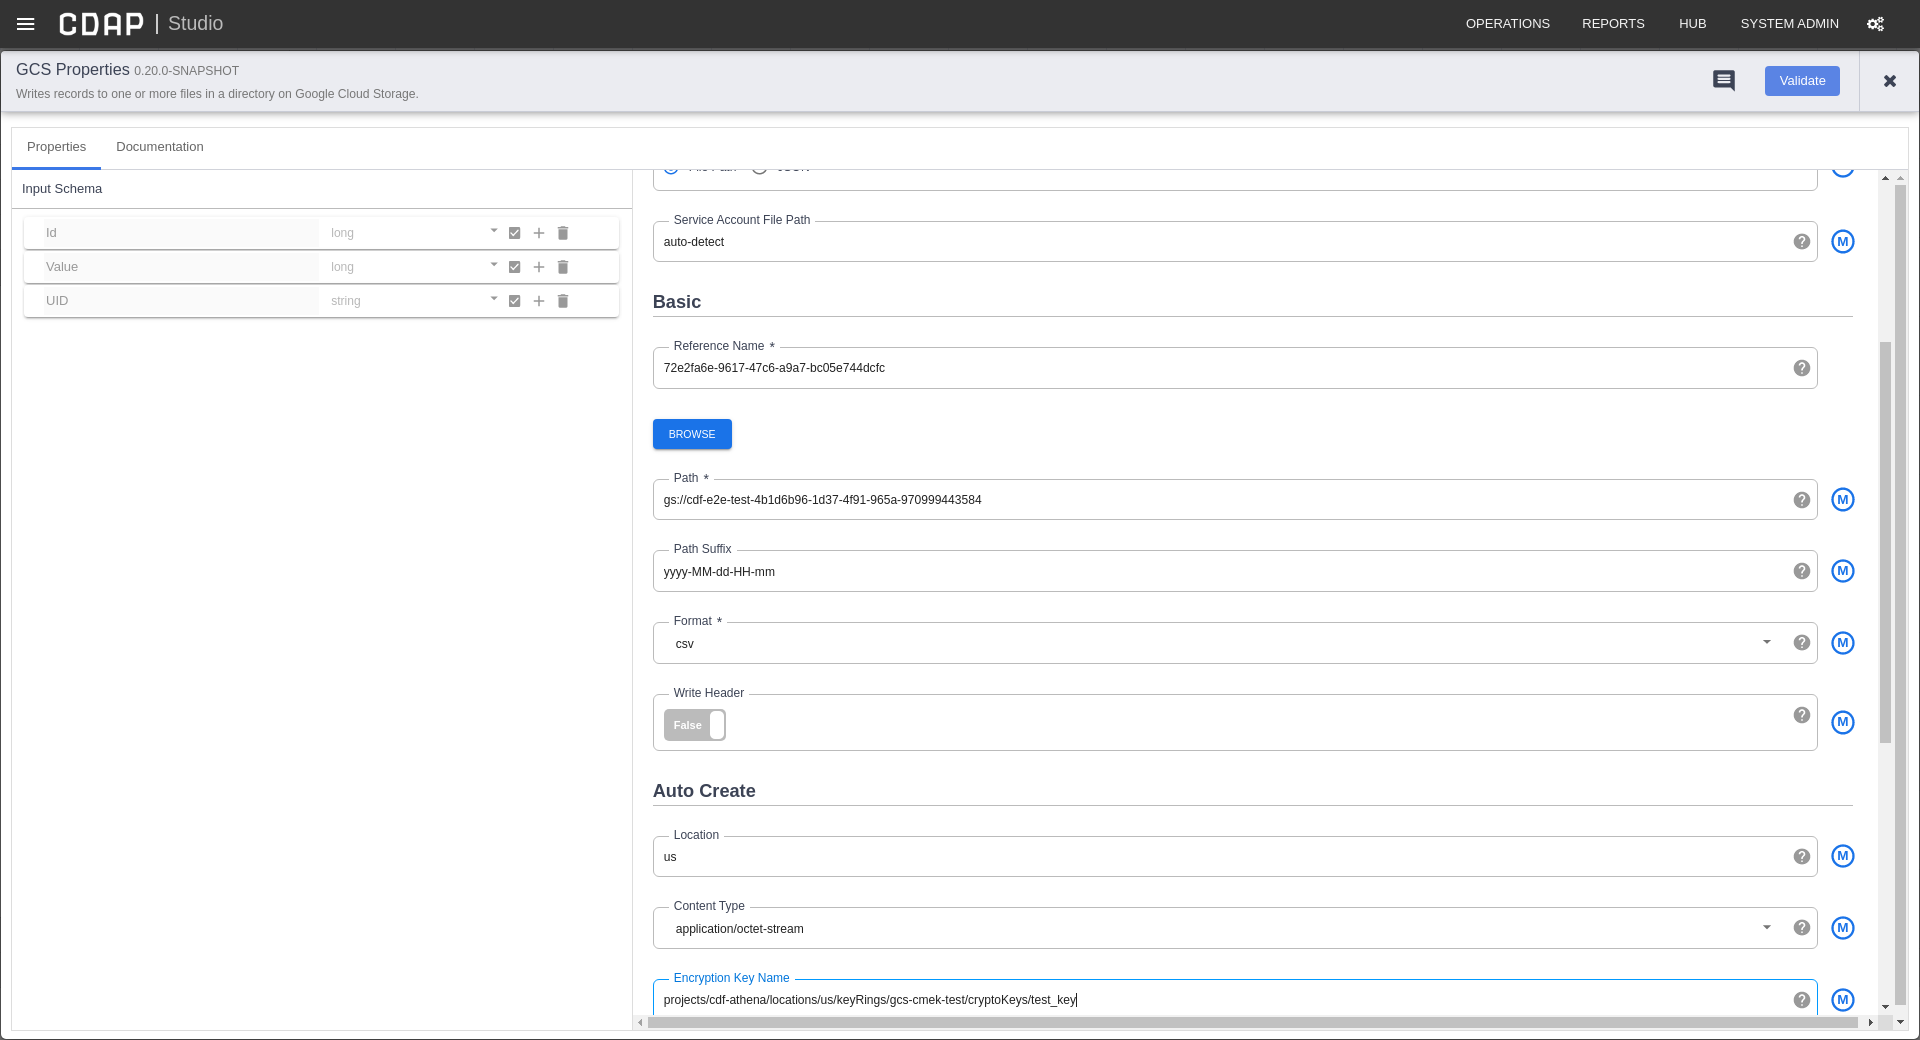 CDAP | Studio
OPERATIONS REPORTS HUB SYSTEM ADMIN
GCS Properties 0.20.0-SNAPSHOT
Writes records to one or more files in a directory on Google Cloud Storage.
Validate
Properties Documentation
Input Schema
Id long
Value long
UID string
Service Account File Path
auto-detect
M
Basic
Reference Name *
72e2fa6e-9617-47c6-a9a7-bc05e744dcfc
BROWSE
Path *
gs://cdf-e2e-test-4b1d6b96-1d37-4f91-965a-970999443584
M
Path Suffix
yyyy-MM-dd-HH-mm
M
Format *
csv
M
Write Header
False
M
Auto Create
Location
us
M
Content Type
application/octet-stream
M
Encryption Key Name
projects/cdf-athena/locations/us/keyRings/gcs-cmek-test/cryptoKeys/test_key
M